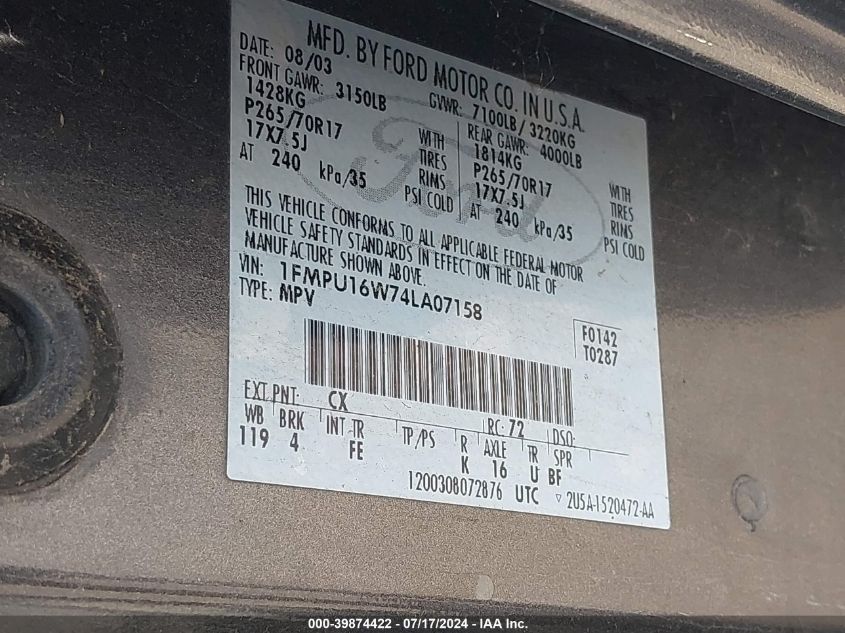 MFD. BY FORD MOTOR CO. IN U.S.A.
DATE: 08/03 GVWR: 7100LB / 3220KG
FRONT GAWR: 3150LB REAR GAWR: 4000LB
1428KG WITH 1814KG WITH
P265/70R17 TIRES P265/70R17 TIRES
17X7.5J RIMS 17X7.5J RIMS
AT 240 kPa/35 PSI COLD AT 240 kPa/35 PSI COLD
THIS VEHICLE CONFORMS TO ALL APPLICABLE FEDERAL MOTOR
VEHICLE SAFETY STANDARDS IN EFFECT ON THE DATE OF
MANUFACTURE SHOWN ABOVE.
VIN: 1FMPU16W74LA07158
TYPE: MPV
F0142
T0287
EXT PNT: CX RC: 72 DSO:
WB BRK INT TR TP/PS R AXLE TR SPR
119 4 FE K 16 U BF
1200308072876 UTC ▽ 2U5A-1520472-AA
Ford
000-39874422 - 07/17/2024 - IAA Inc.